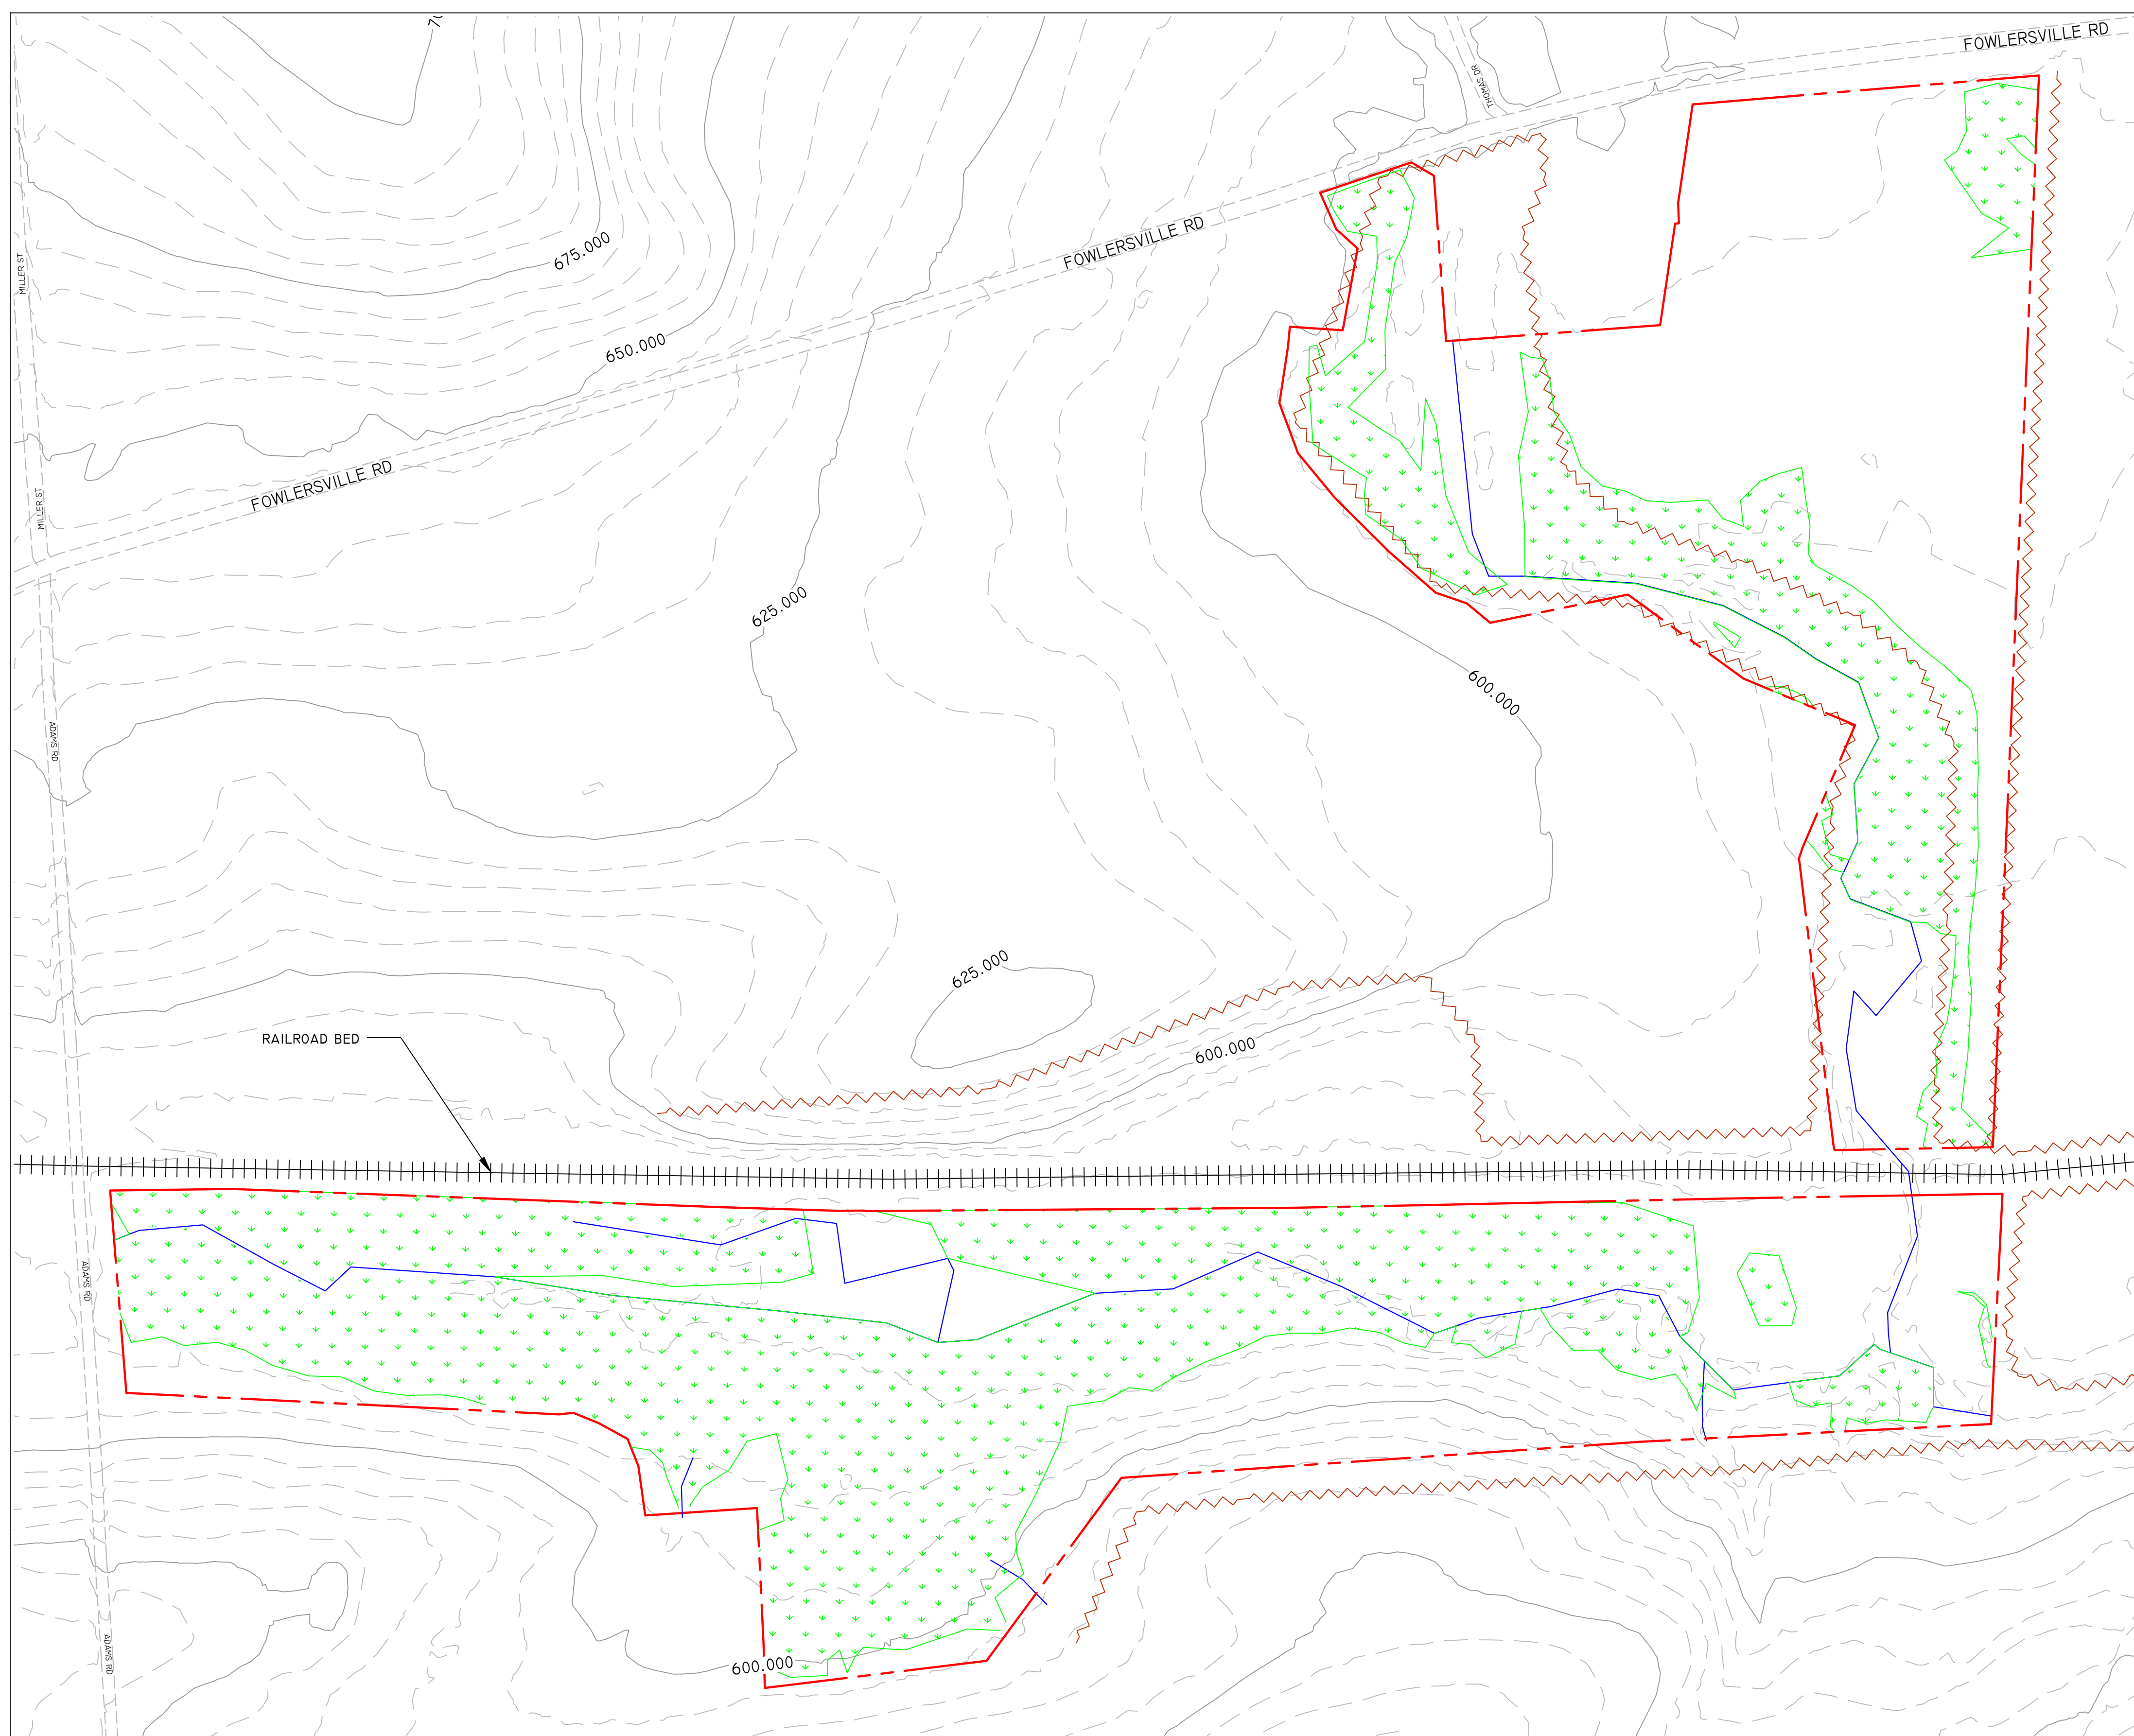 FOWLERSVILLE RD
THOMAS DR
FOWLERSVILLE RD
675.000
MILLER ST
650.000
FOWLERSVILLE RD
MILLER ST
625.000
600.000
ADAMS RD
625.000
RAILROAD BED
600.000
ADAMS RD
600.000
ADAMS RD